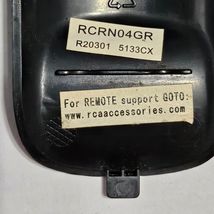 RCRN04GR
R20301 5133CX
For REMOTE support GOTO:
www.rcaaccessories.com